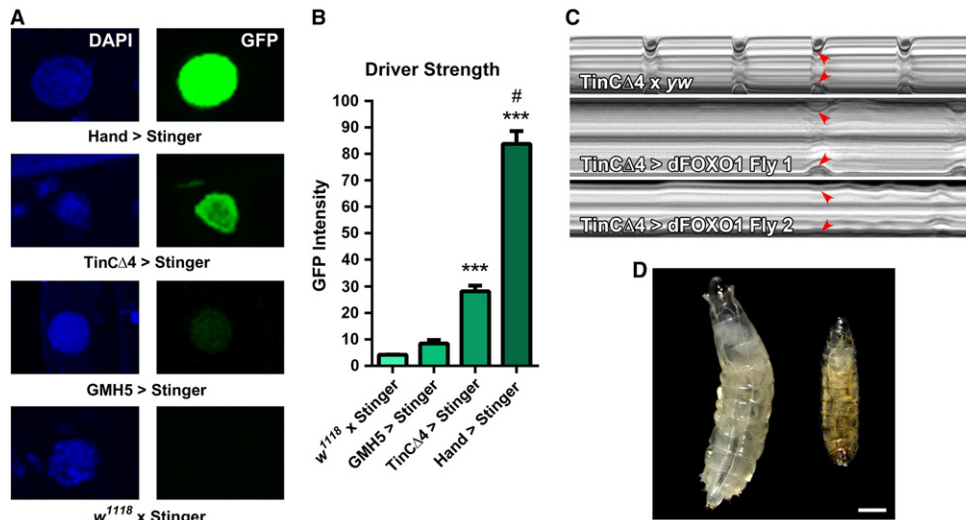 A
DAPI
GFP
Hand > Stinger
TinCΔ4 > Stinger
GMH5 > Stinger
w1118 x Stinger
B
Driver Strength
GFP Intensity
100
90
80
70
60
50
40
30
20
10
0
***
#
***
w1118 x Stinger
GMH5 > Stinger
TinCΔ4 > Stinger
Hand > Stinger
C
TinCΔ4 x yw
TinCΔ4 > dFOXO1 Fly 1
TinCΔ4 > dFOXO1 Fly 2
D